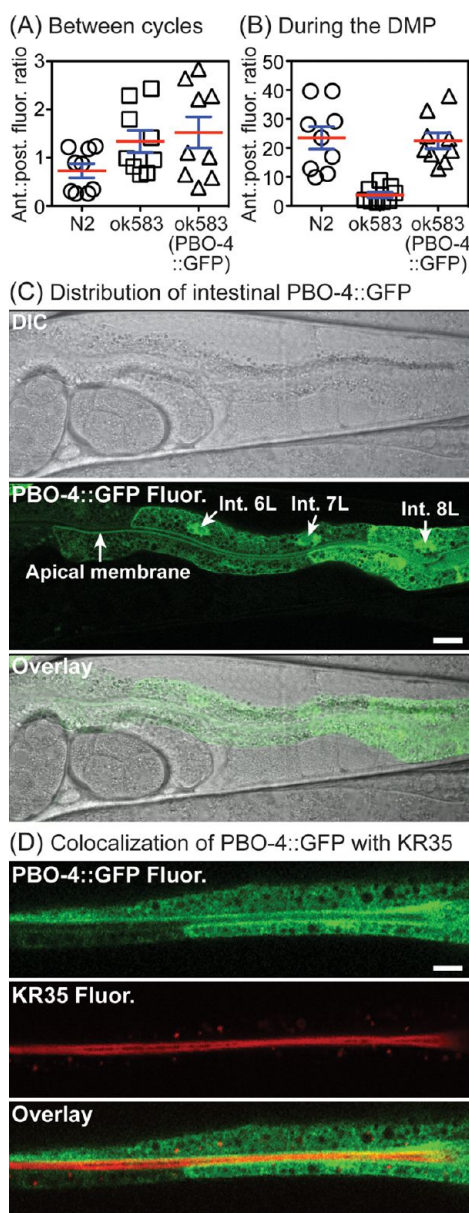 (A) Between cycles
(B) During the DMP
Ant.:post. fluor. ratio
3
2
1
0
N2
ok583
ok583
(PBO-4
::GFP)
Ant.:post. fluor. ratio
50
40
30
20
10
0
N2
ok583
ok583
(PBO-4
::GFP)
(C) Distribution of intestinal PBO-4::GFP
DIC
PBO-4::GFP Fluor.
Int. 6L
Int. 7L
Int. 8L
Apical membrane
Overlay
(D) Colocalization of PBO-4::GFP with KR35
PBO-4::GFP Fluor.
KR35 Fluor.
Overlay